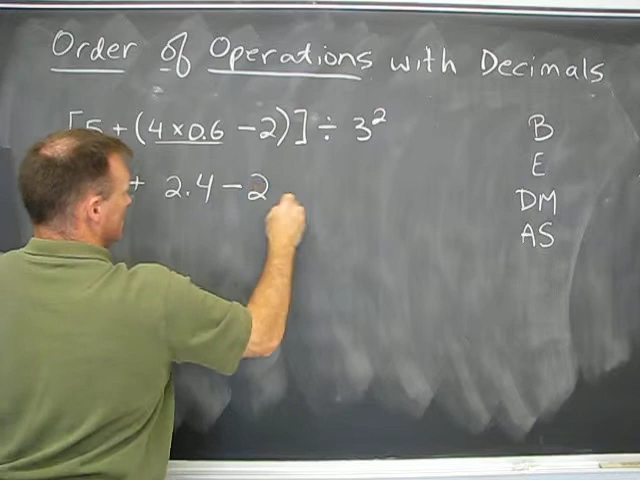 Order of Operations with Decimals
[5 + (4 × 0.6 - 2)] ÷ 3²
+ 2.4 - 2
B
E
DM
AS